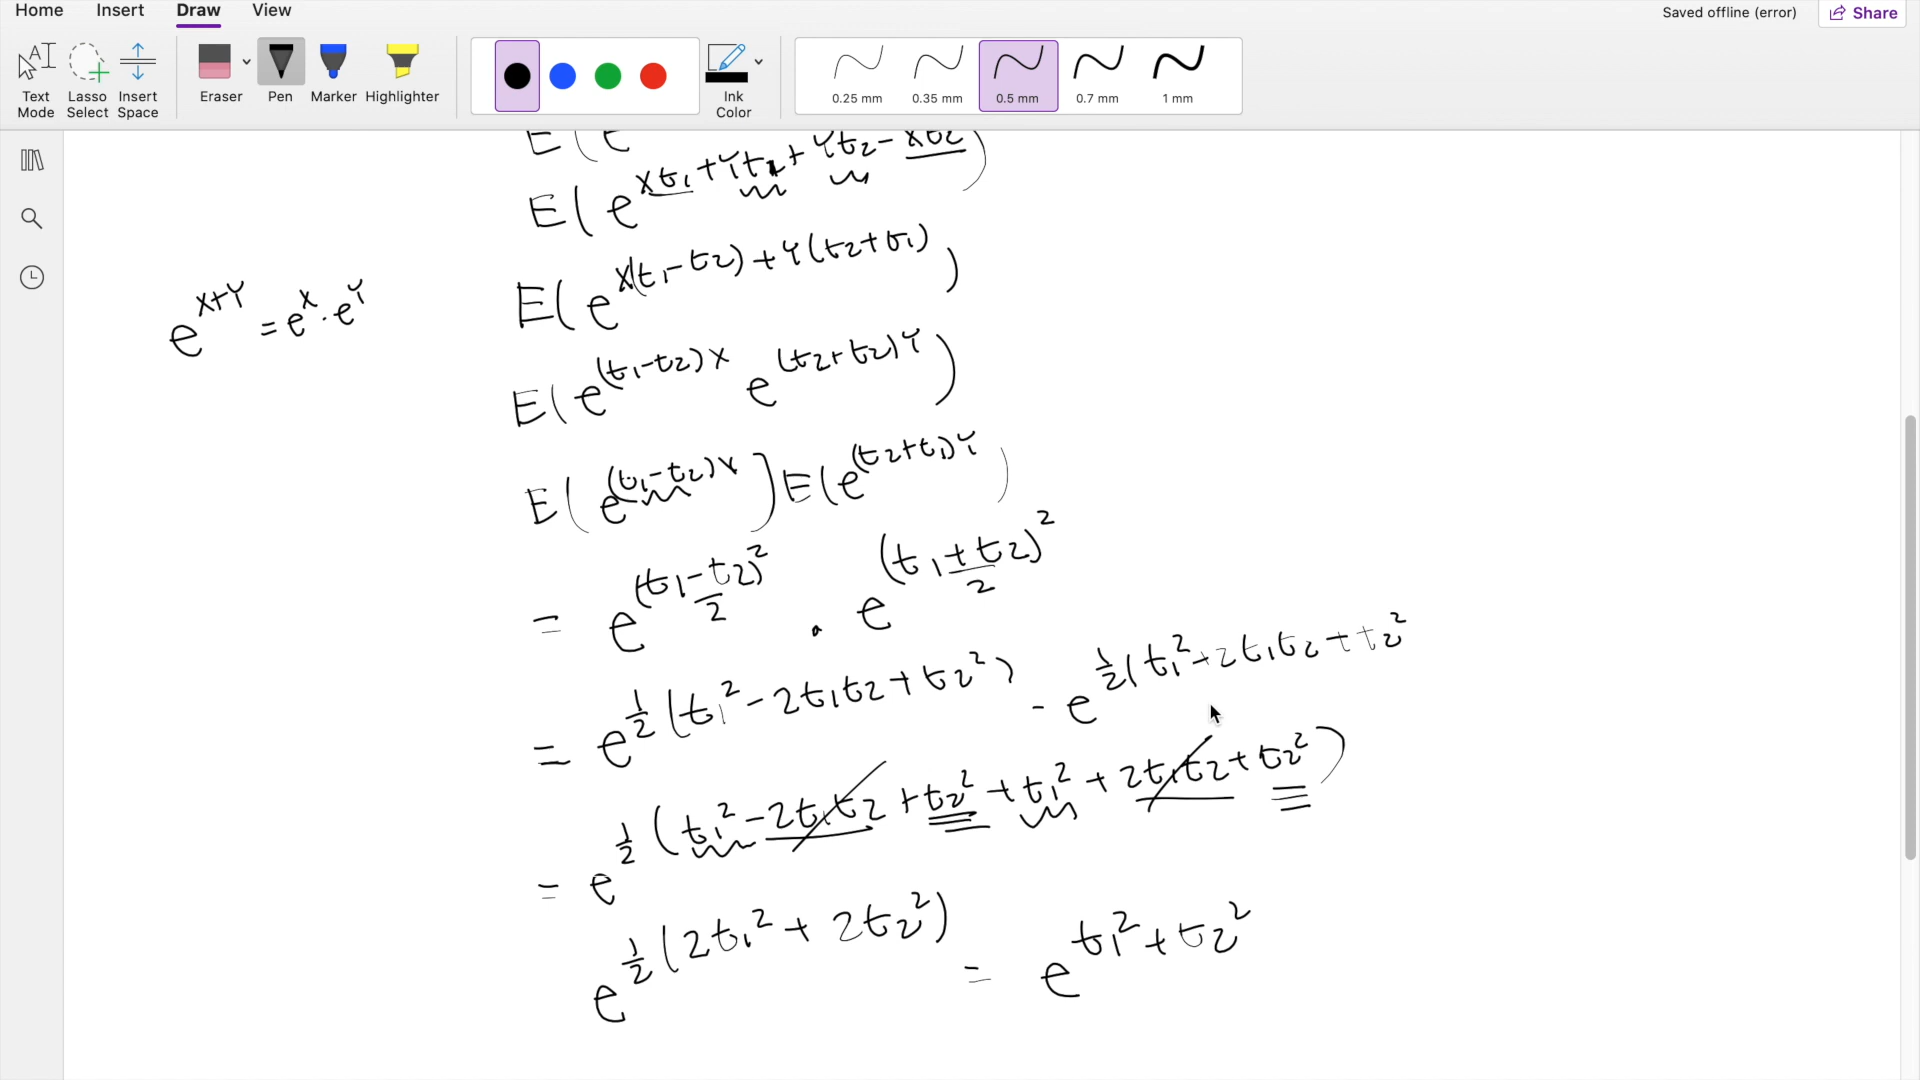 Home Insert Draw View Saved offline (error) Share
Text Mode Lasso Select Insert Space Eraser Pen Marker Highlighter Ink Color 0.25 mm 0.35 mm 0.5 mm 0.7 mm 1 mm
E(e
E(e^{Xt₁+Yt₁+Yt₂-Xt₂})
E(e^{X(t₁-t₂)+Y(t₂+t₁)})
e^{X+Y} = e^X · e^Y
E(e^{(t₁-t₂)X} e^{(t₂+t₂)Y})
E(e^{(t₁-t₂)X}) E(e^{(t₂+t₁)Y})
= e^{(t₁-t₂)²/2} . e^{(t₁+t₂)²/2}
= e^{½(t₁²-2t₁t₂+t₂²)} - e^{½(t₁²+2t₁t₂+t₂²}
= e^{½(t₁²-2t₁t₂+t₂²+t₁²+2t₁t₂+t₂²)}
e^{½(2t₁²+2t₂²)} = e^{t₁²+t₂²}